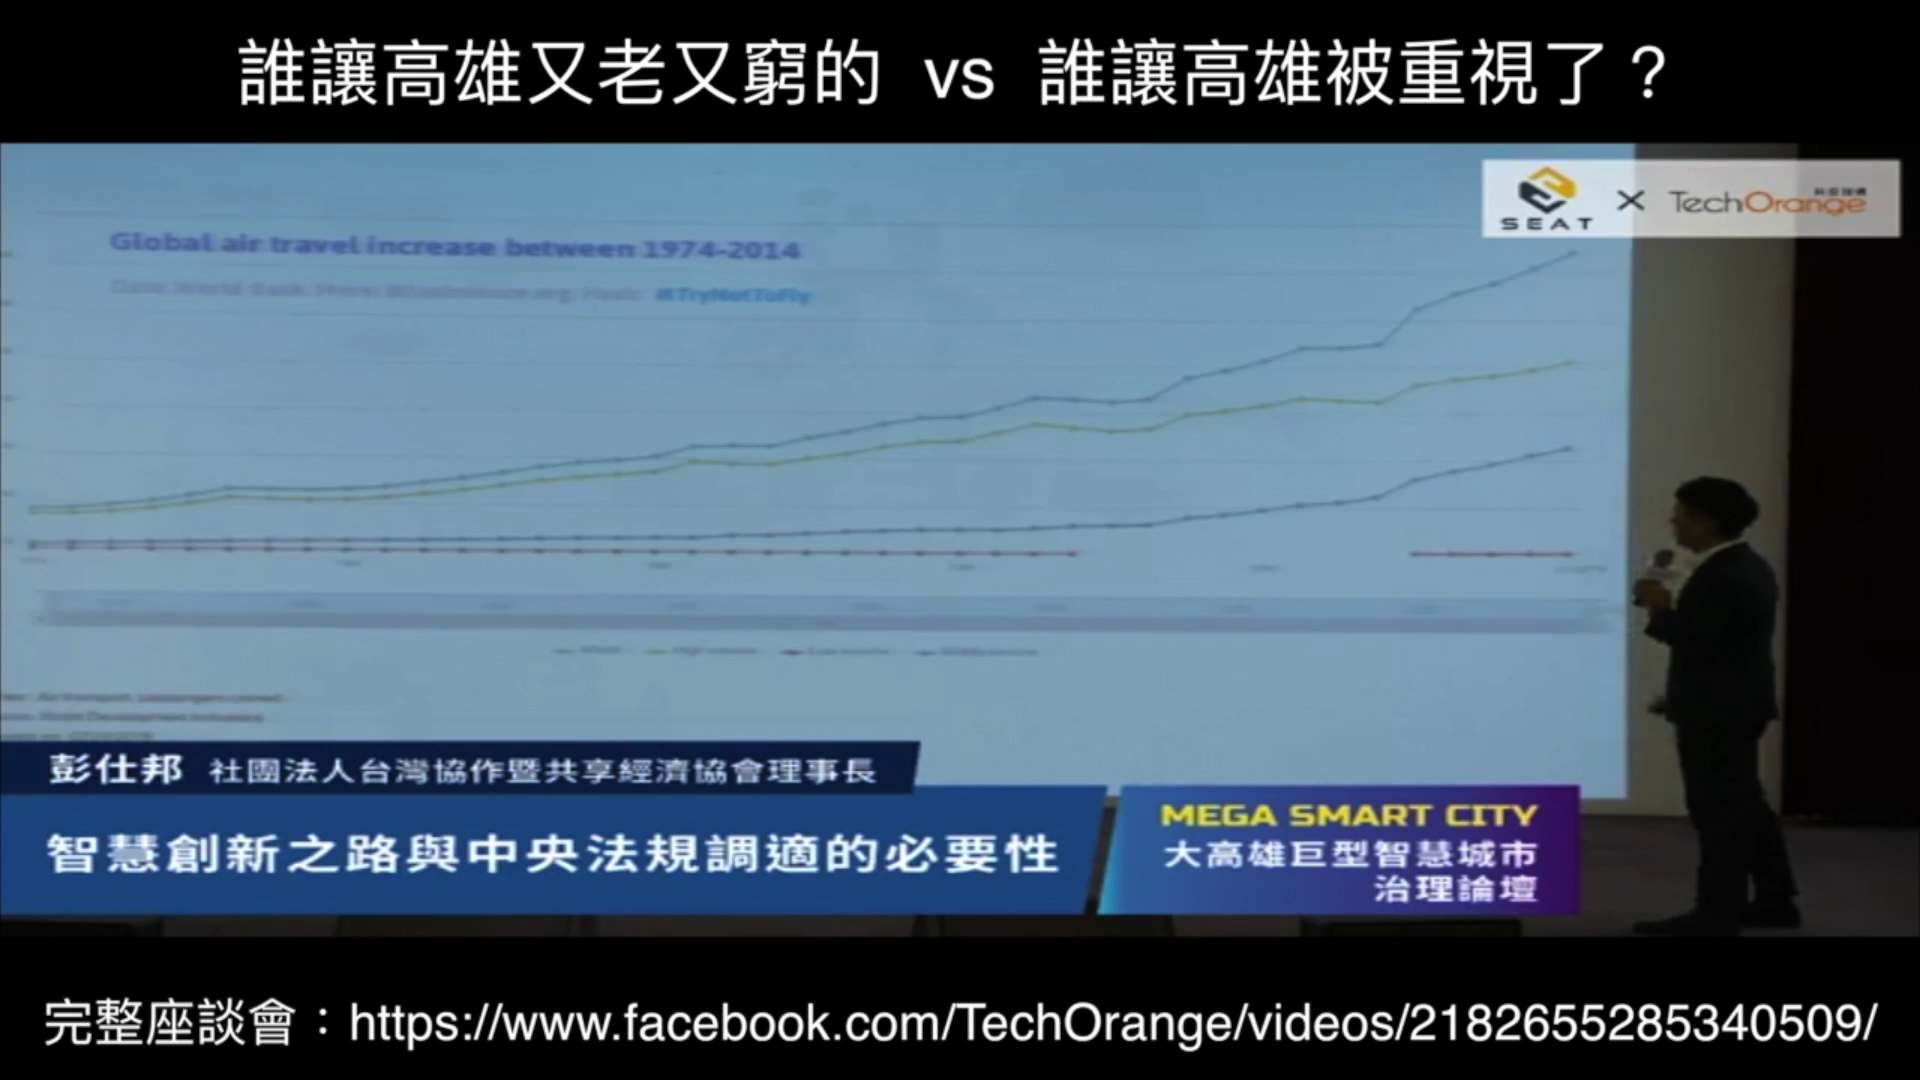 誰讓高雄又老又窮的 vs 誰讓高雄被重視了？
SEAT × TechOrange
Global air travel increase between 1974-2014
#TryNotToFly
彭仕邦 社團法人台灣協作暨共享經濟協會理事長
智慧創新之路與中央法規調適的必要性
MEGA SMART CITY
大高雄巨型智慧城市
治理論壇
完整座談會：https://www.facebook.com/TechOrange/videos/2182655285340509/